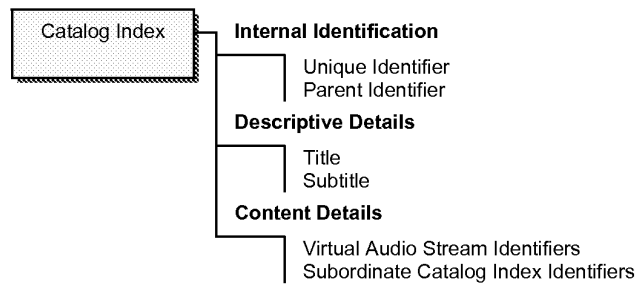 Catalog Index
Internal Identification
Unique Identifier
Parent Identifier
Descriptive Details
Title
Subtitle
Content Details
Virtual Audio Stream Identifiers
Subordinate Catalog Index Identifiers